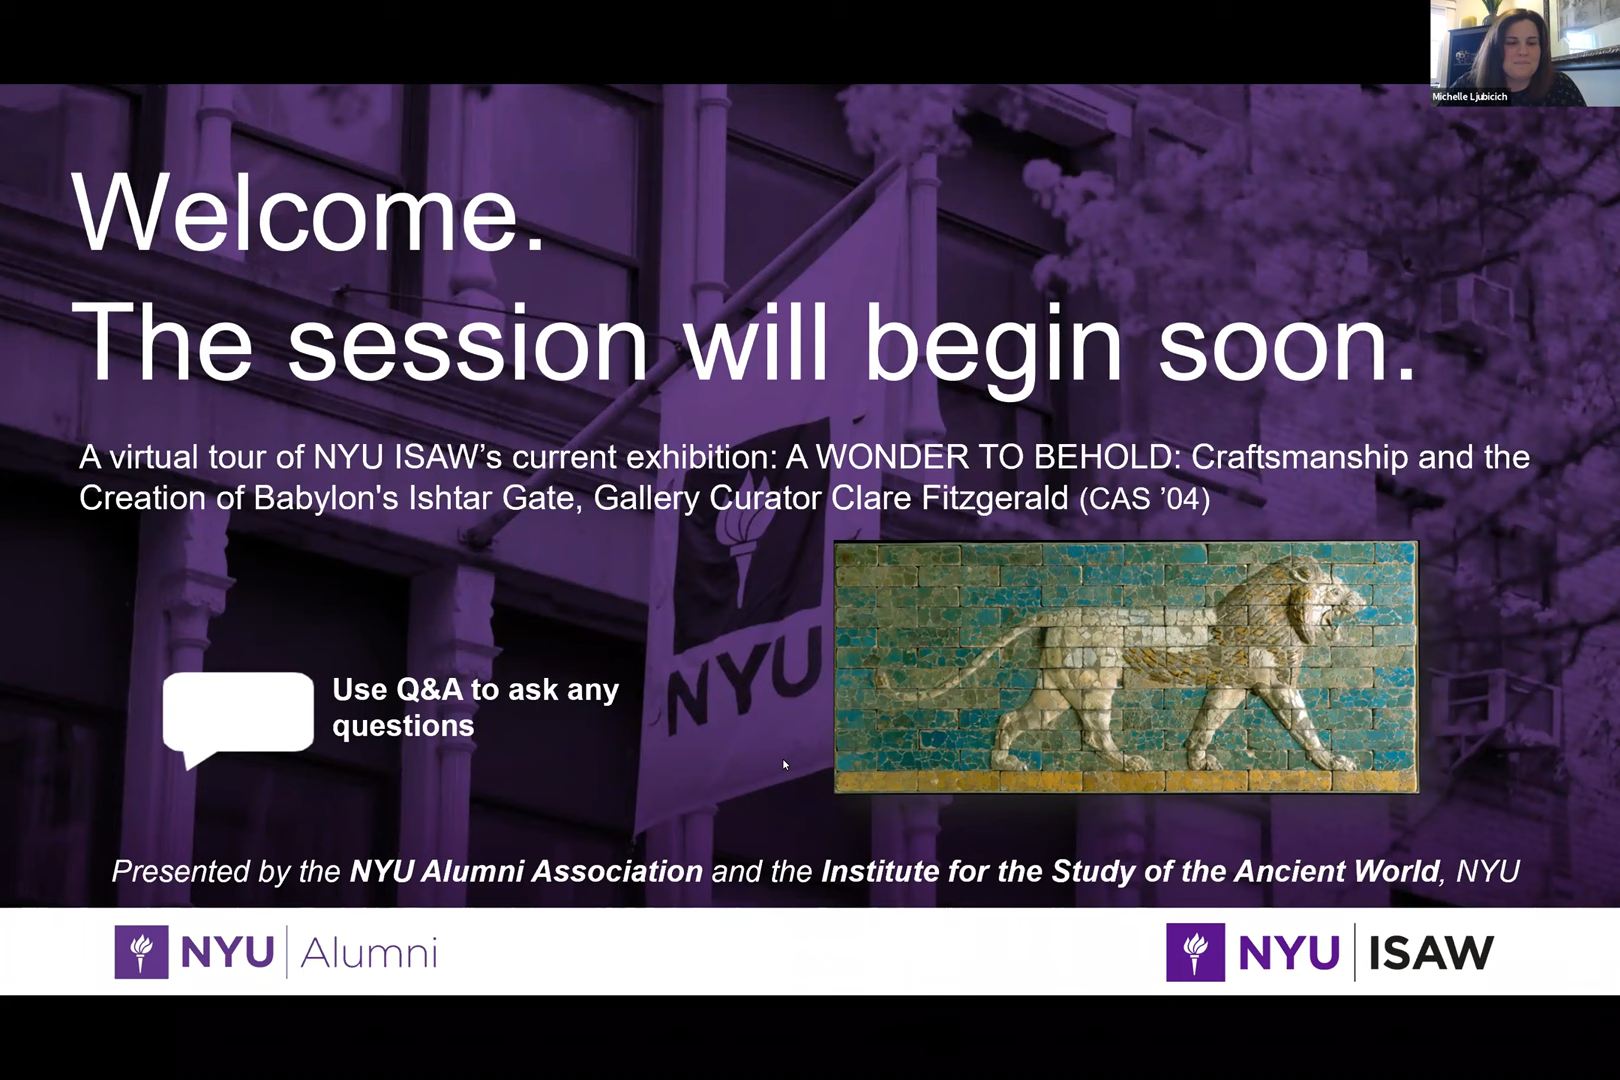 Michelle Ljubicich
Welcome.
The session will begin soon.
A virtual tour of NYU ISAW’s current exhibition: A WONDER TO BEHOLD: Craftsmanship and the
Creation of Babylon's Ishtar Gate, Gallery Curator Clare Fitzgerald (CAS ’04)
NYU
Use Q&A to ask any
questions
Presented by the NYU Alumni Association and the Institute for the Study of the Ancient World, NYU
NYU Alumni
NYU ISAW